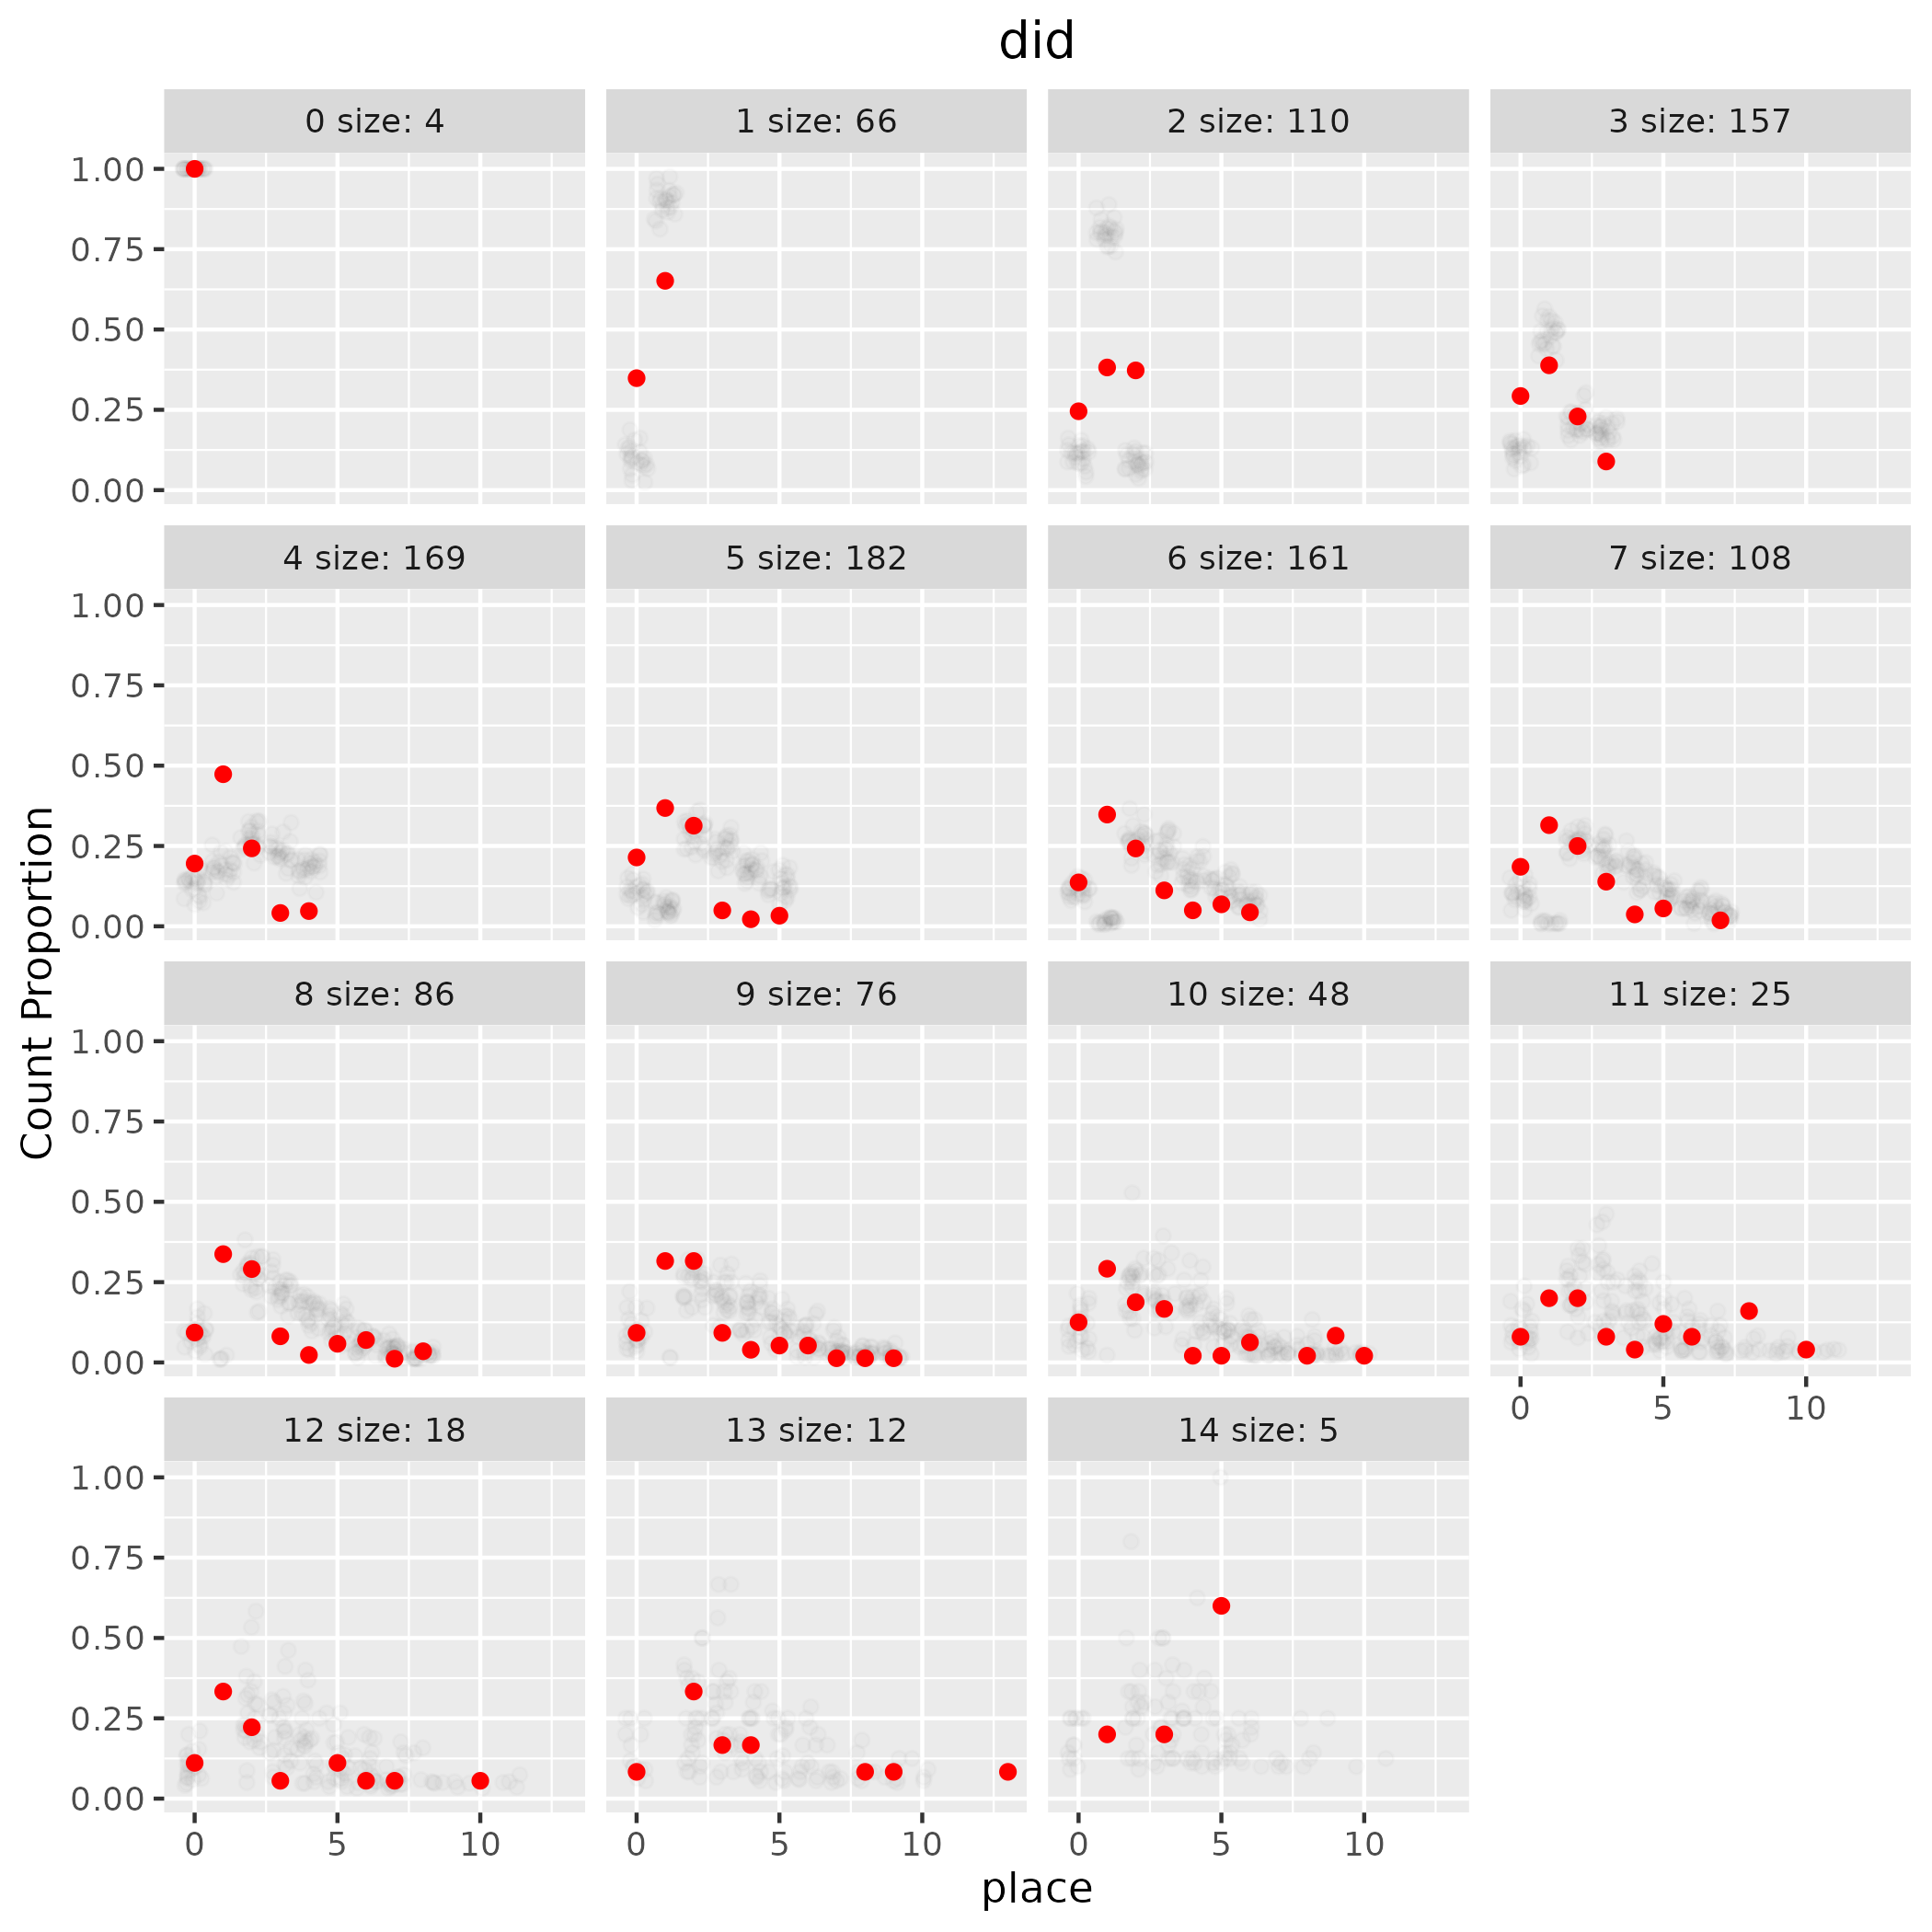 did
0 size: 4
1 size: 66
2 size: 110
3 size: 157
1.00
0.75
0.50
0.25
0.00
4 size: 169
5 size: 182
6 size: 161
7 size: 108
1.00
0.75
0.50
0.25
0.00
Count Proportion
8 size: 86
9 size: 76
10 size: 48
11 size: 25
1.00
0.75
0.50
0.25
0.00
0 5 10
12 size: 18
13 size: 12
14 size: 5
1.00
0.75
0.50
0.25
0.00
0 5 10
0 5 10
0 5 10
place